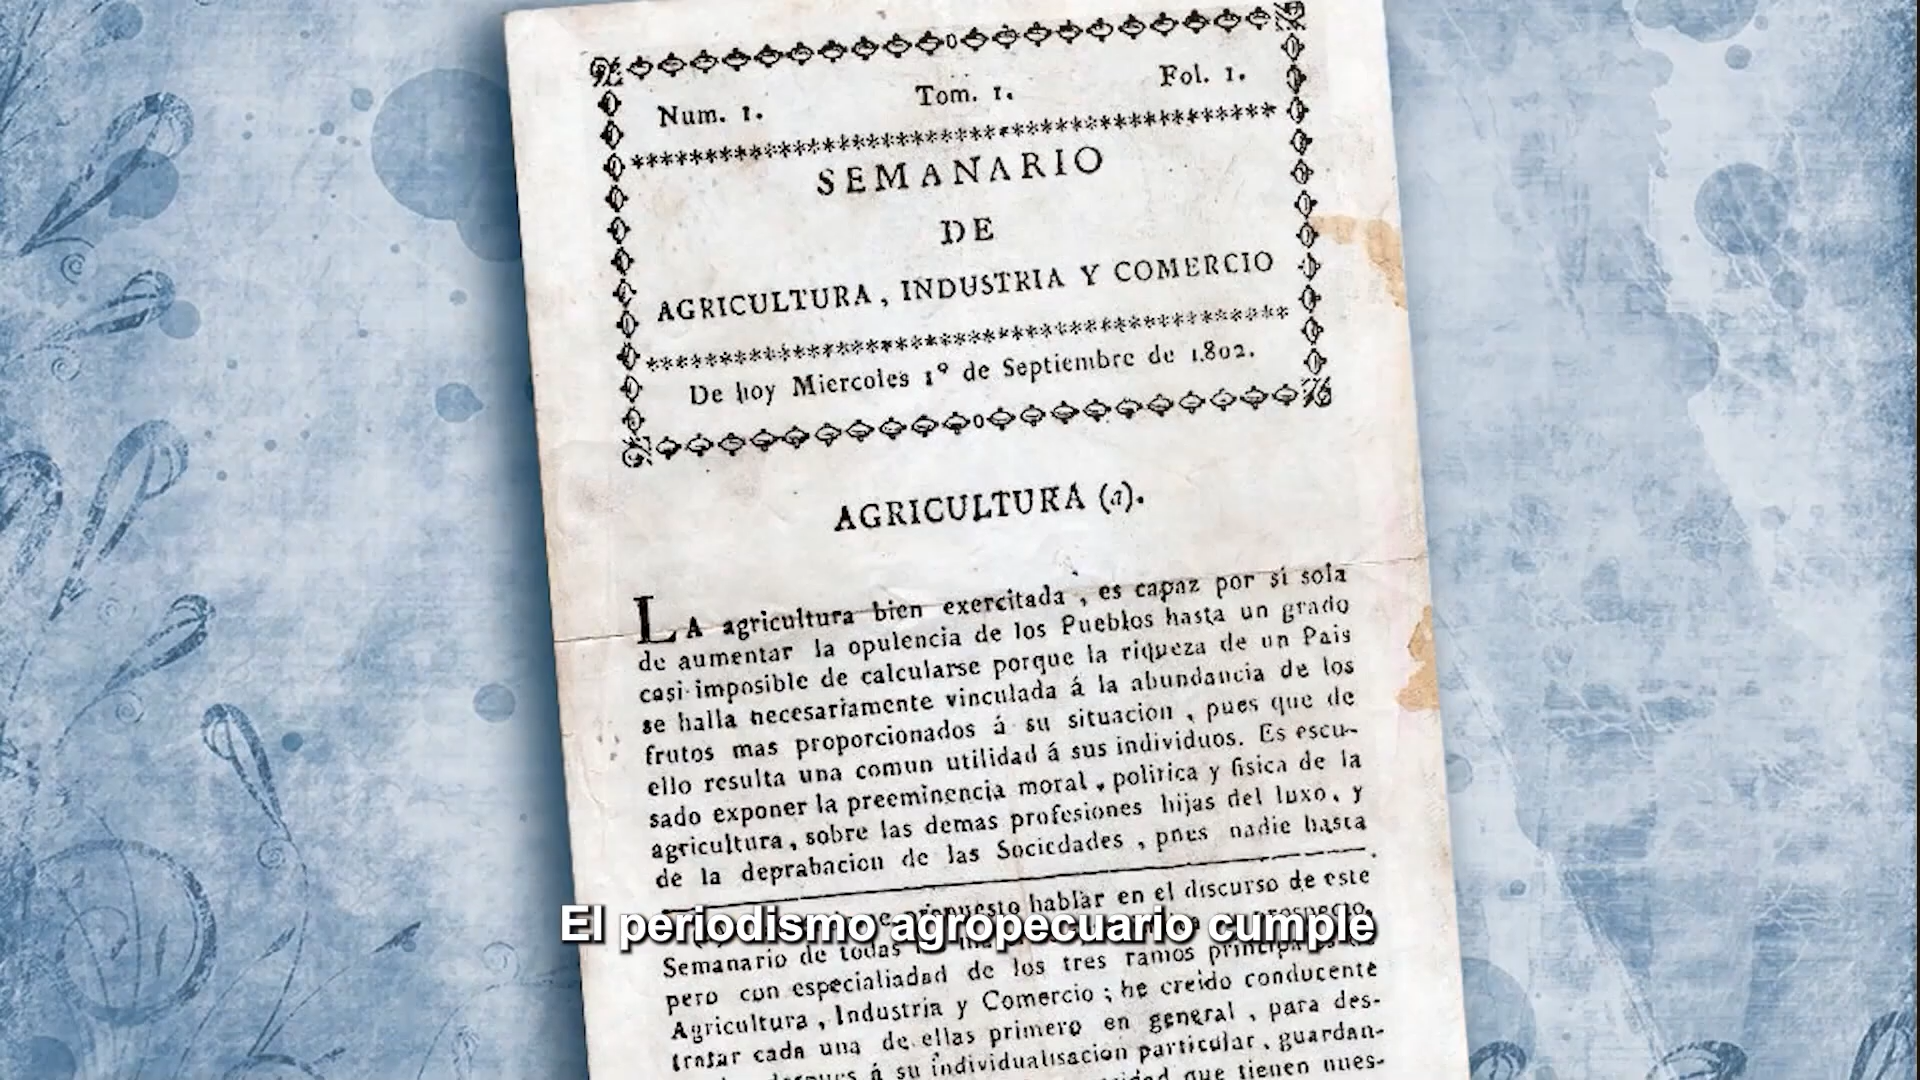 Num. 1. Tom. 1. Fol. 1.
SEMANARIO
DE
AGRICULTURA, INDUSTRIA Y COMERCIO
De hoy Miercoles 1º de Septiembre de 1802.
AGRICULTURA (a).
LA agricultura bien exercitada, es capaz por si sola
de aumentar la opulencia de los Pueblos hasta un grado
casi imposible de calcularse porque la riqueza de un Pais
se halla necesariamente vinculada á la abundancia de los
frutos mas proporcionados á su situacion, pues que de
ello resulta una comun utilidad á sus individuos. Es escu-
sado exponer la preeminencia moral, politica y fisica de la
agricultura, sobre las demas profesiones hijas del luxo, y
de la deprabacion de las Sociedades, pues nadie hasta
propuesto hablar en el discurso de este
El periodismo agropecuario cumple
Semanario de todas
pero con especialiadad de los tres ramos principales
Agricultura, Industria y Comercio; he creido conducente
tratar cada una de ellas primero en general, para des-
á su individualisacion particular, guardan-
que tienen nues-